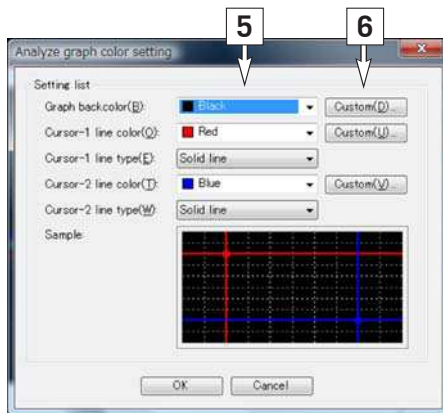 5 6
Analyze graph color setting
Setting list
Graph backcolor(B): Black Custom(D)...
Cursor-1 line color(O): Red Custom(U)...
Cursor-1 line type(E): Solid line
Cursor-2 line color(T): Blue Custom(V)...
Cursor-2 line type(W): Solid line
Sample:
OK Cancel